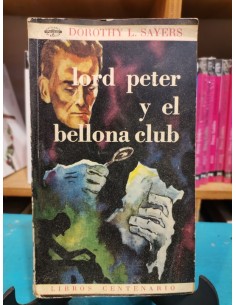 DOROTHY L. SAYERS
lord peter
y el
bellona club
LIBROS CENTENARIO